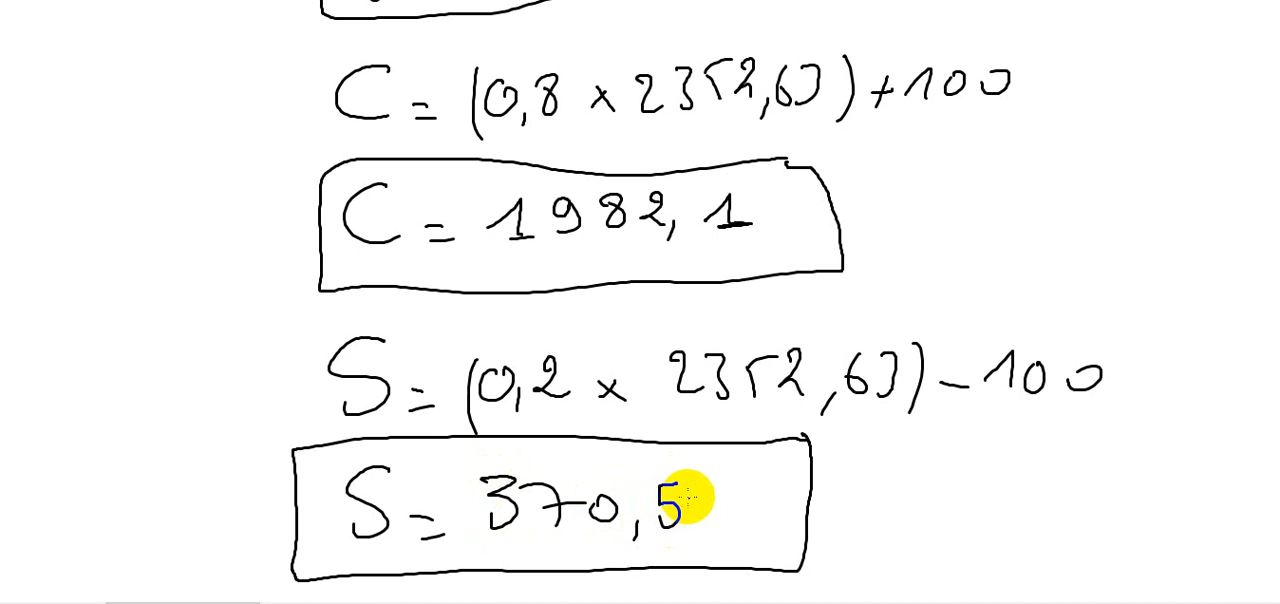 C = (0,8 × 2352,63) + 100
C = 1982,1
S = (0,2 × 2352,63) - 100
S = 370,5